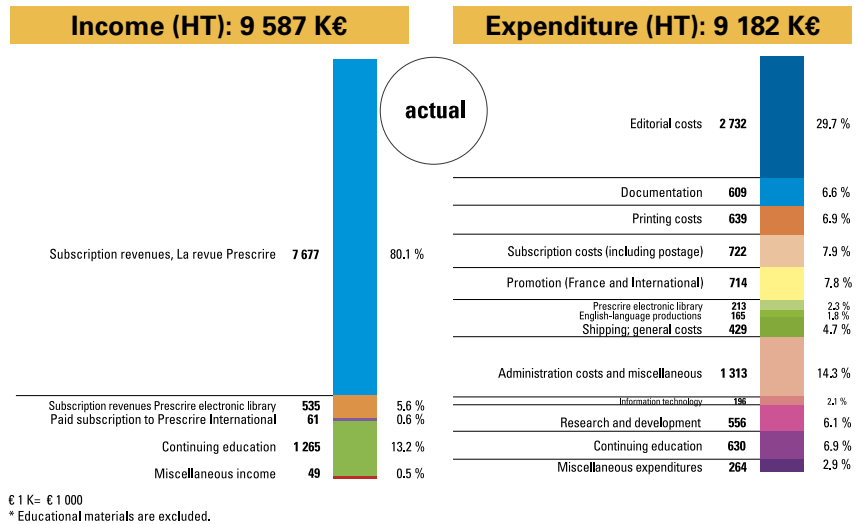 Income (HT): 9 587 K€
actual
Subscription revenues, La revue Prescrire 7 677 80.1 %
Subscription revenues Prescrire electronic library 535 5.6 %
Paid subscription to Prescrire International 61 0.6 %
Continuing education 1 265 13.2 %
Miscellaneous income 49 0.5 %
Expenditure (HT): 9 182 K€
Editorial costs 2 732 29.7 %
Documentation 609 6.6 %
Printing costs 639 6.9 %
Subscription costs (including postage) 722 7.9 %
Promotion (France and International) 714 7.8 %
Prescrire electronic library 213 2.3 %
English-language productions 165 1.8 %
Shipping; general costs 429 4.7 %
Administration costs and miscellaneous 1 313 14.3 %
Information technology 196 2.1 %
Research and development 556 6.1 %
Continuing education 630 6.9 %
Miscellaneous expenditures 264 2.9 %
€ 1 K= € 1 000
* Educational materials are excluded.